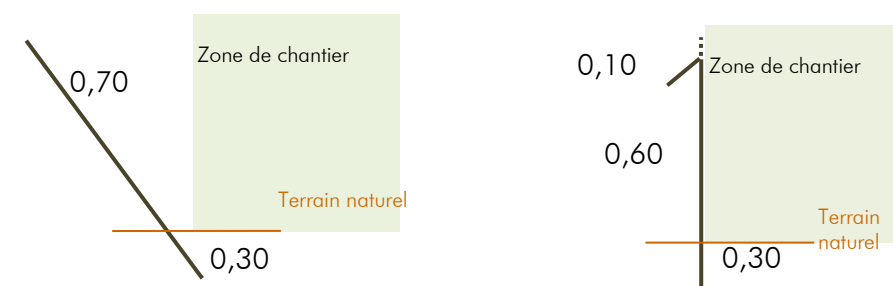 Zone de chantier
0,70
Terrain naturel
0,30
0,10
Zone de chantier
0,60
Terrain
naturel
0,30